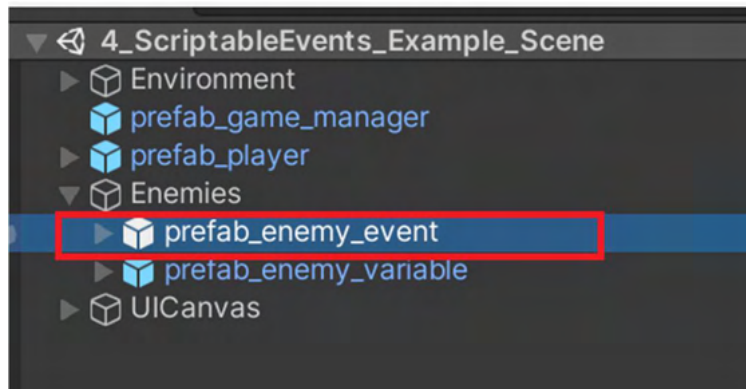 4_ScriptableEvents_Example_Scene
Environment
prefab_game_manager
prefab_player
Enemies
prefab_enemy_event
prefab_enemy_variable
UICanvas